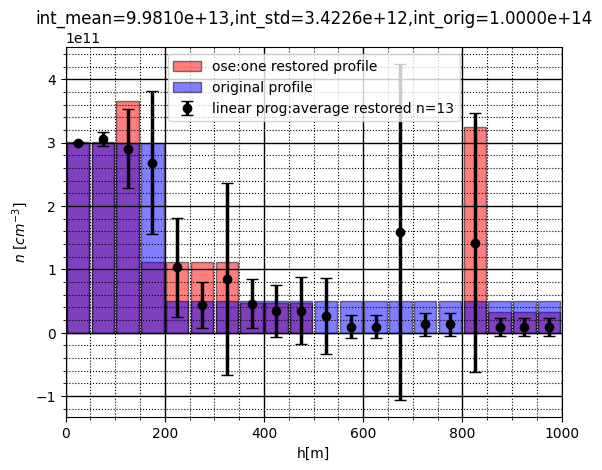 int_mean=9.9810e+13,int_std=3.4226e+12,int_orig=1.0000e+14
1e11
ose:one restored profile
original profile
linear prog:average restored n=13
4
3
2
1
0
−1
n [cm⁻³]
0 200 400 600 800 1000
h[m]